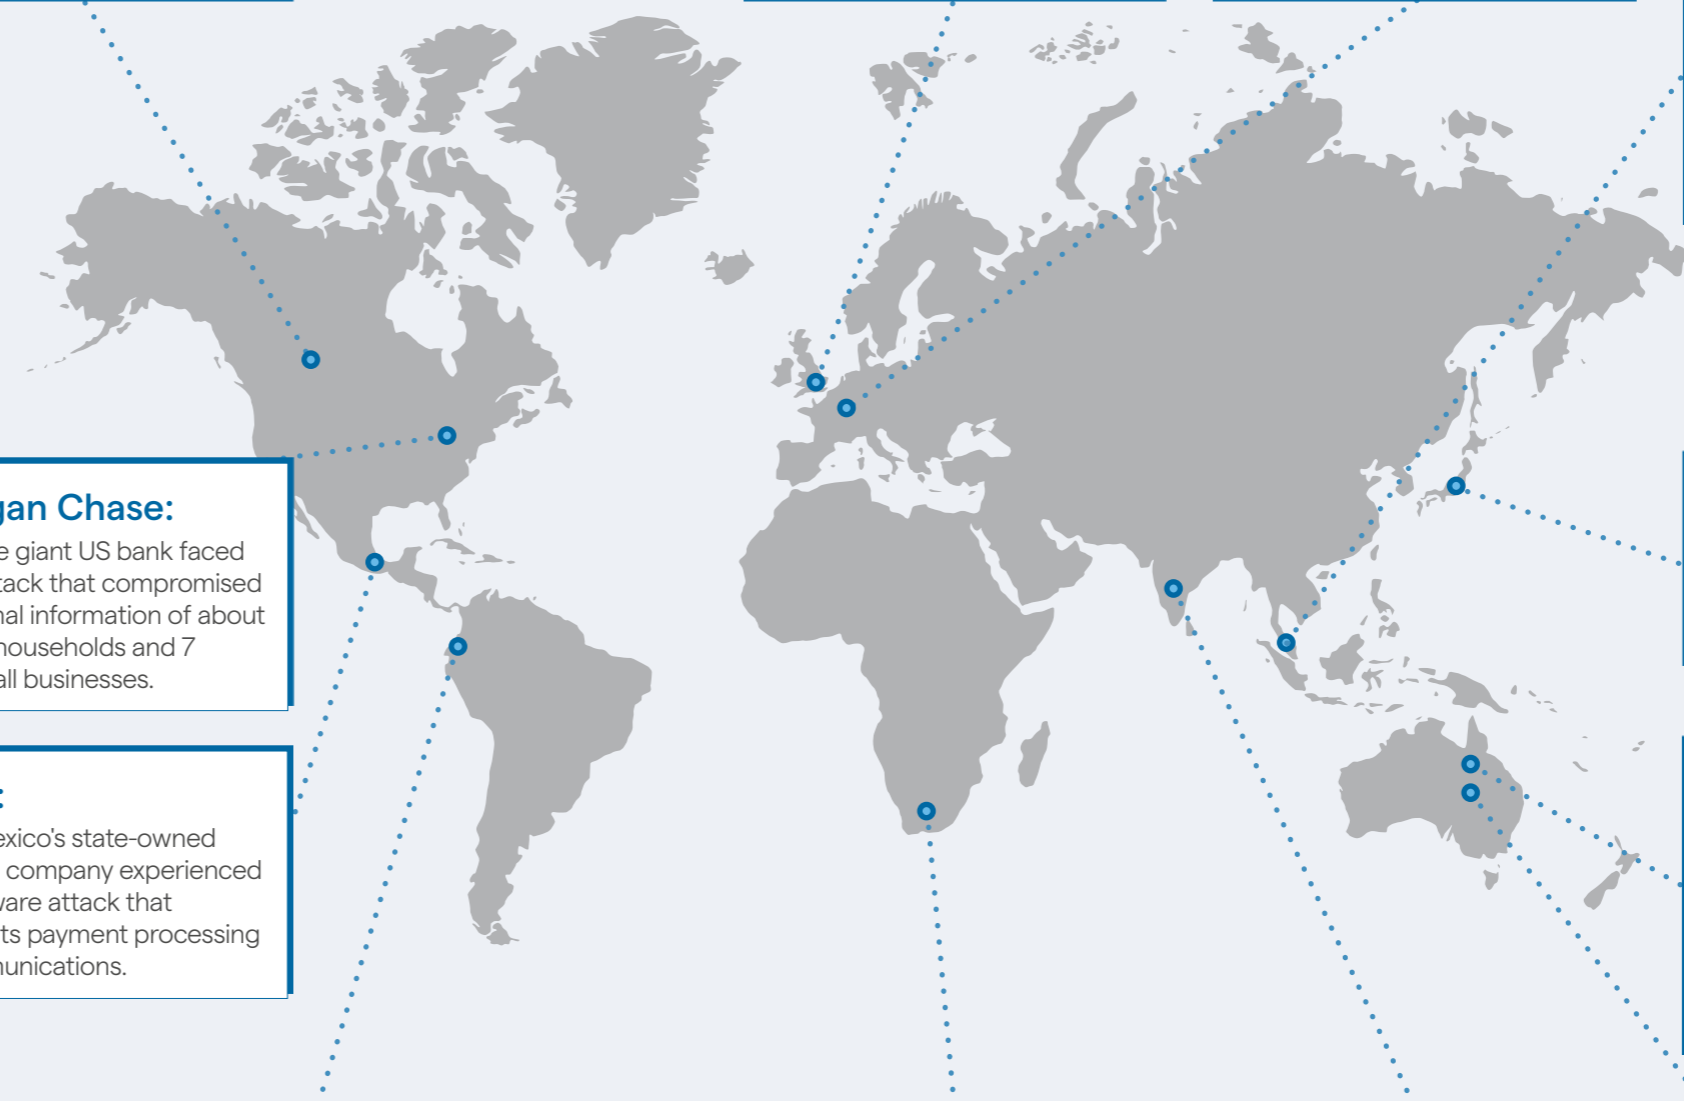 gan Chase:
e giant US bank faced
tack that compromised
nal information of about
households and 7
all businesses.
:
exico's state-owned
company experienced
ware attack that
ts payment processing
munications.